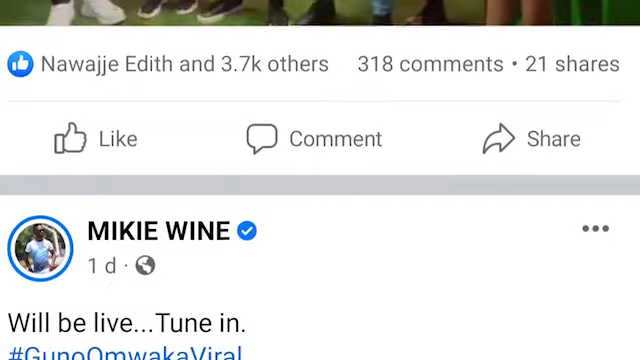 Nawajje Edith and 3.7k others 318 comments • 21 shares
Like Comment Share
MIKIE WINE
1 d ·
Will be live...Tune in.
#GunoOmwakaViral